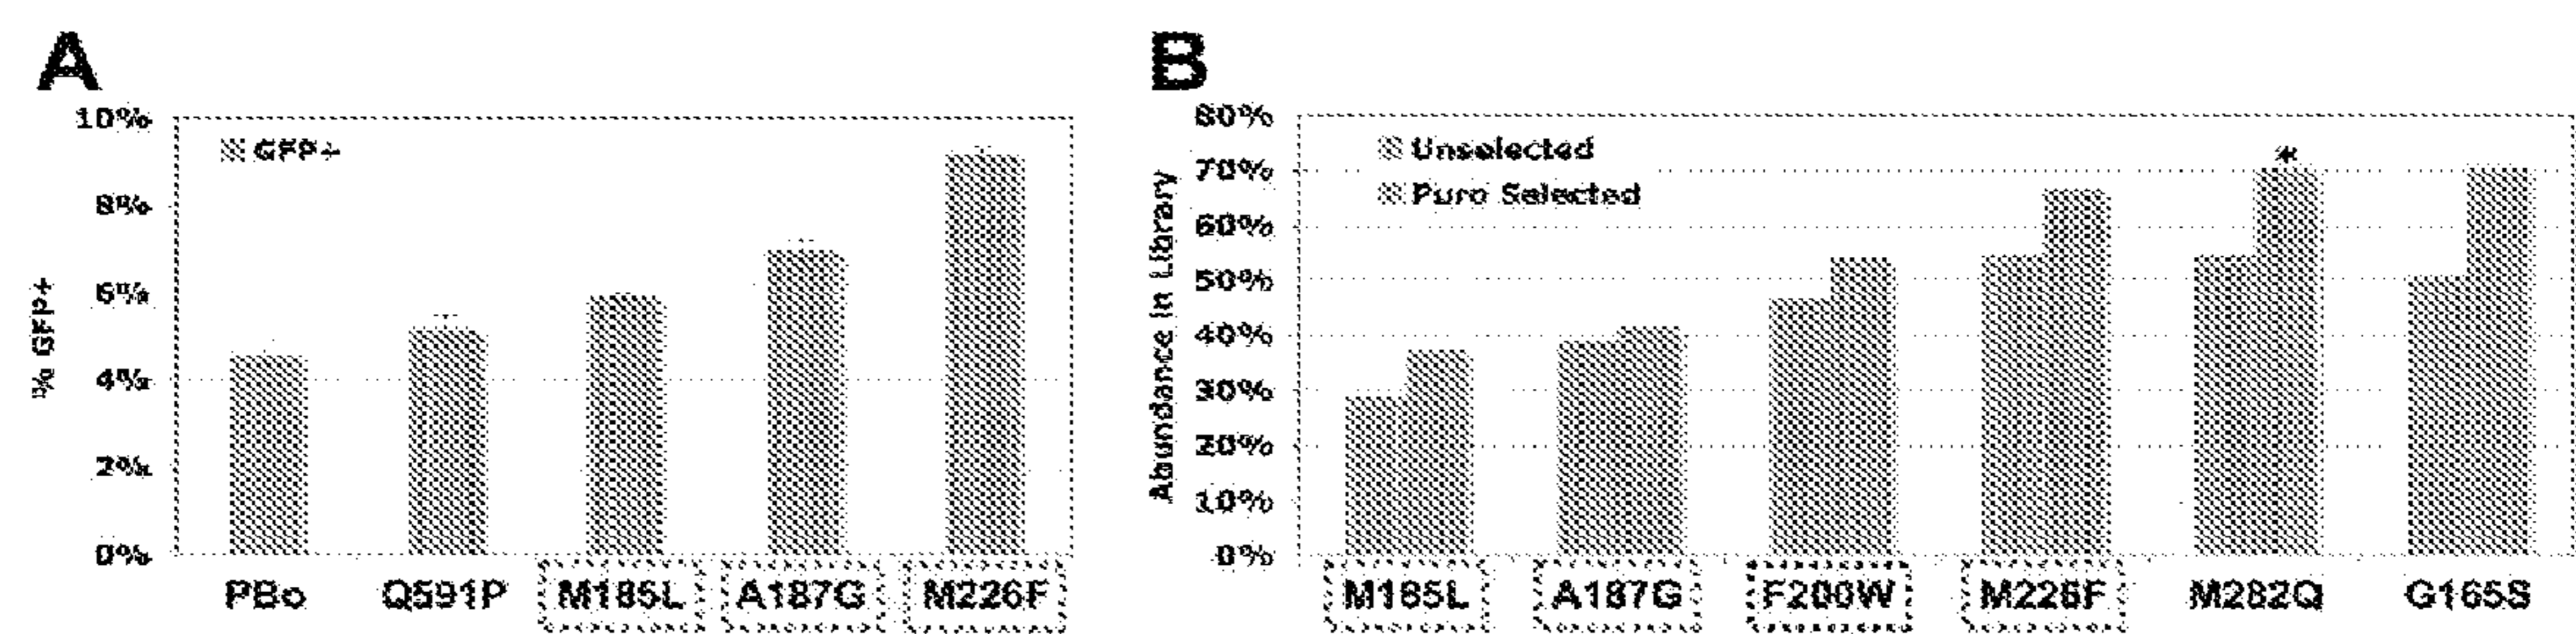 A
10%
8%
6%
4%
2%
0%
% GFP+
GFP+
PBo
Q591P
M185L
A187G
M226F
B
80%
70%
60%
50%
40%
30%
20%
10%
0%
Abundance in Library
Unselected
Puro Selected
*
M185L
A187G
F200W
M226F
M282Q
G165S